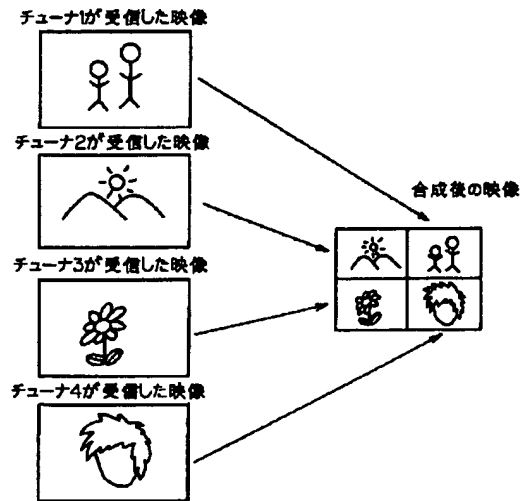 チューナ1が受信した映像
チューナ2が受信した映像
合成後の映像
チューナ3が受信した映像
チューナ4が受信した映像